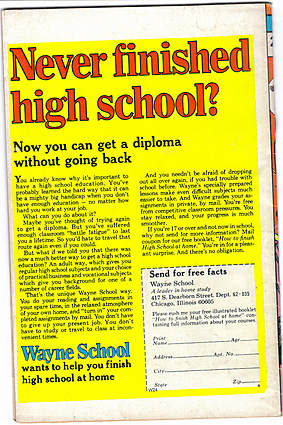 Never finished
high school?
Now you can get a diploma
without going back
You already know why it's important to
have a high school education. You've
probably learned the hard way that it can
be a mighty big handicap when you don't
have enough education — no matter how
hard you work at your job.
What can you do about it?
Maybe you've thought of trying again
to get a diploma. But you've suffered
enough classroom "battle fatigue" to last
you a lifetime. So you'd hate to travel that
route again even if you could.
But what if we told you that there was
now a much better way to get a high school
education? An adult way, which gives you
regular high school subjects and your choice
of practical business and vocational subjects
which give you background for one of a
number of career fields.
That's the unique Wayne School way.
You do your reading and assignments in
your spare time, in the relaxed atmosphere
of your own home, and "turn in" your com-
pleted assignments by mail. You don't have
to give up your present job. You don't
have to study or travel to class at incon-
venient times.
Wayne School
wants to help you finish
high school at home
And you needn't be afraid of dropping
out all over again, if you had trouble with
school before. Wayne's specially prepared
lessons make even difficult subjects much
easier to take. And Wayne grades your as-
signments in private, by mail. You're free
from competitive classroom pressures. You
stay relaxed, and your progress is much
smoother.
If you're 17 or over and not now in school,
why not send for more information? Mail
coupon for our free booklet, "How to finish
High School at home." You're in for a pleas-
ant surprise. And there's no obligation.
Send for free facts
Wayne School
A leader in home study
417 S. Dearborn Street, Dept. 62-035
Chicago, Illinois 60605
Please rush me your free illustrated booklet
"How to finish High School at home" con-
taining full information about your courses.
Print
Name Age
Address Apt. No.
City
State Zip
W24